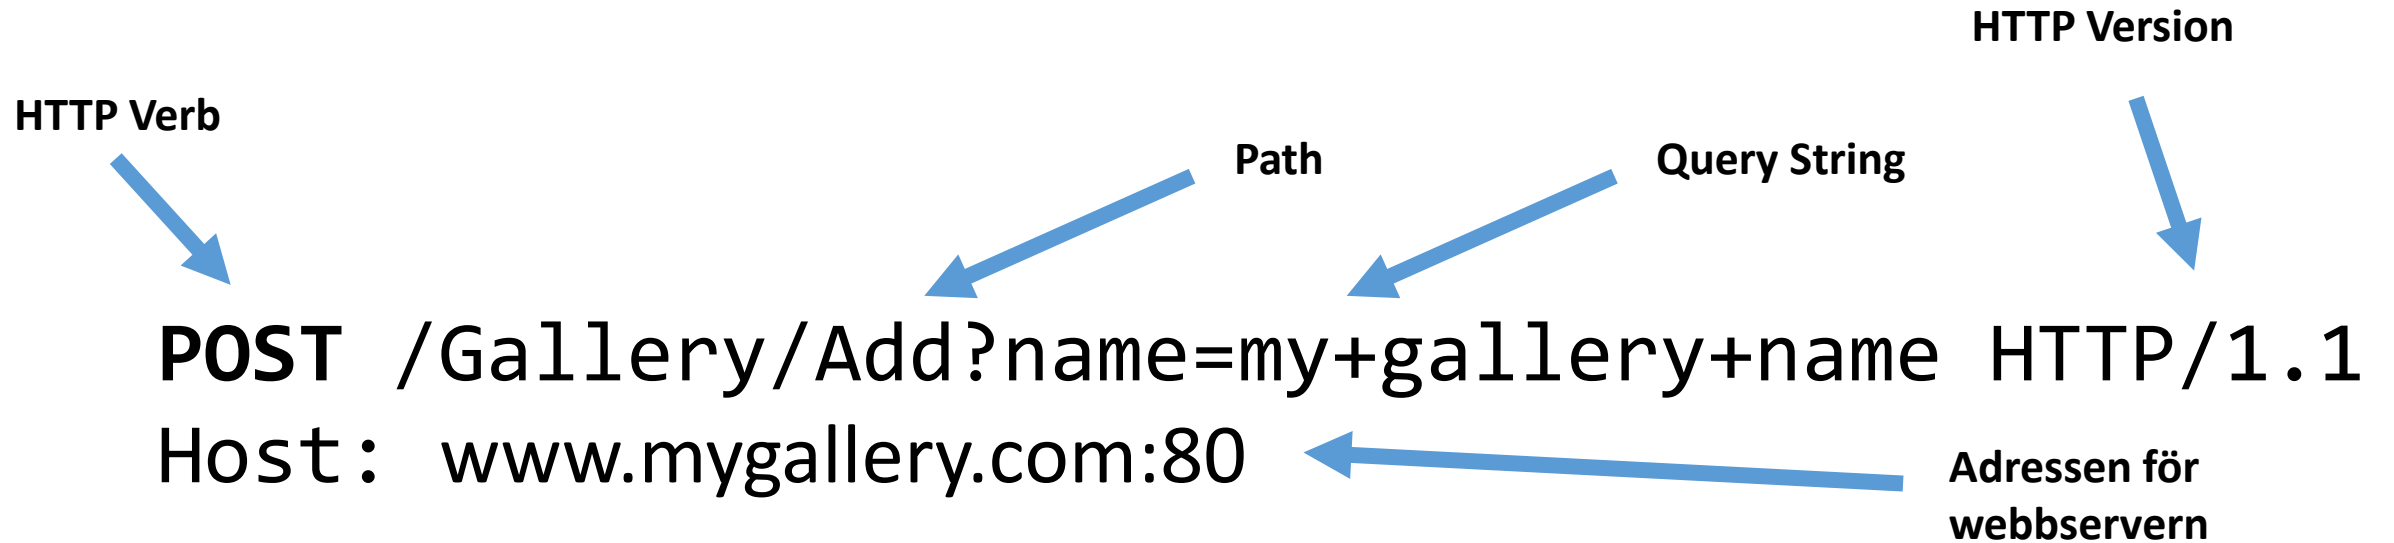 HTTP Version
HTTP Verb
Path
Query String
POST /Gallery/Add?name=my+gallery+name HTTP/1.1
Host: www.mygallery.com:80
Adressen för
webbservern